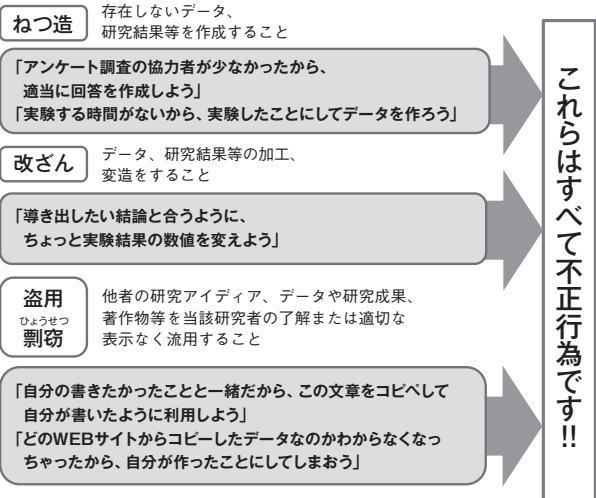 ねつ造
存在しないデータ、
研究結果等を作成すること
「アンケート調査の協力者が少なかったから、
適当に回答を作成しよう」
「実験する時間がないから、実験したことにしてデータを作ろう」
改ざん
データ、研究結果等の加工、
変造をすること
「導き出したい結論と合うように、
ちょっと実験結果の数値を変えよう」
盗用
ひょうせつ
剽窃
他者の研究アイディア、データや研究成果、
著作物等を当該研究者の了解または適切な
表示なく流用すること
「自分の書きたかったことと一緒だから、この文章をコピペして
自分が書いたように利用しよう」
「どのWEBサイトからコピーしたデータなのかわからなくなっ
ちゃったから、自分が作ったことにしてしまおう」
これらはすべて不正行為です!!